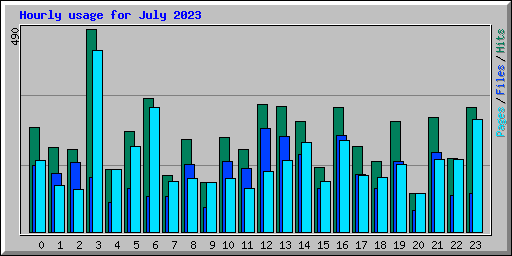 Hourly usage for July 2023
490
Pages/Files/Hits
0 1 2 3 4 5 6 7 8 9 10 11 12 13 14 15 16 17 18 19 20 21 22 23